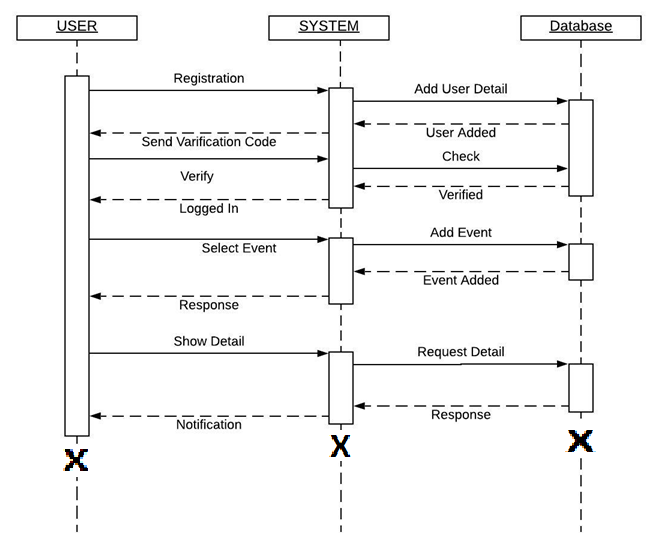 USER
SYSTEM
Database
Registration
Add User Detail
User Added
Send Varification Code
Check
Verify
Verified
Logged In
Add Event
Select Event
Event Added
Response
Show Detail
Request Detail
Response
Notification
X
X
X